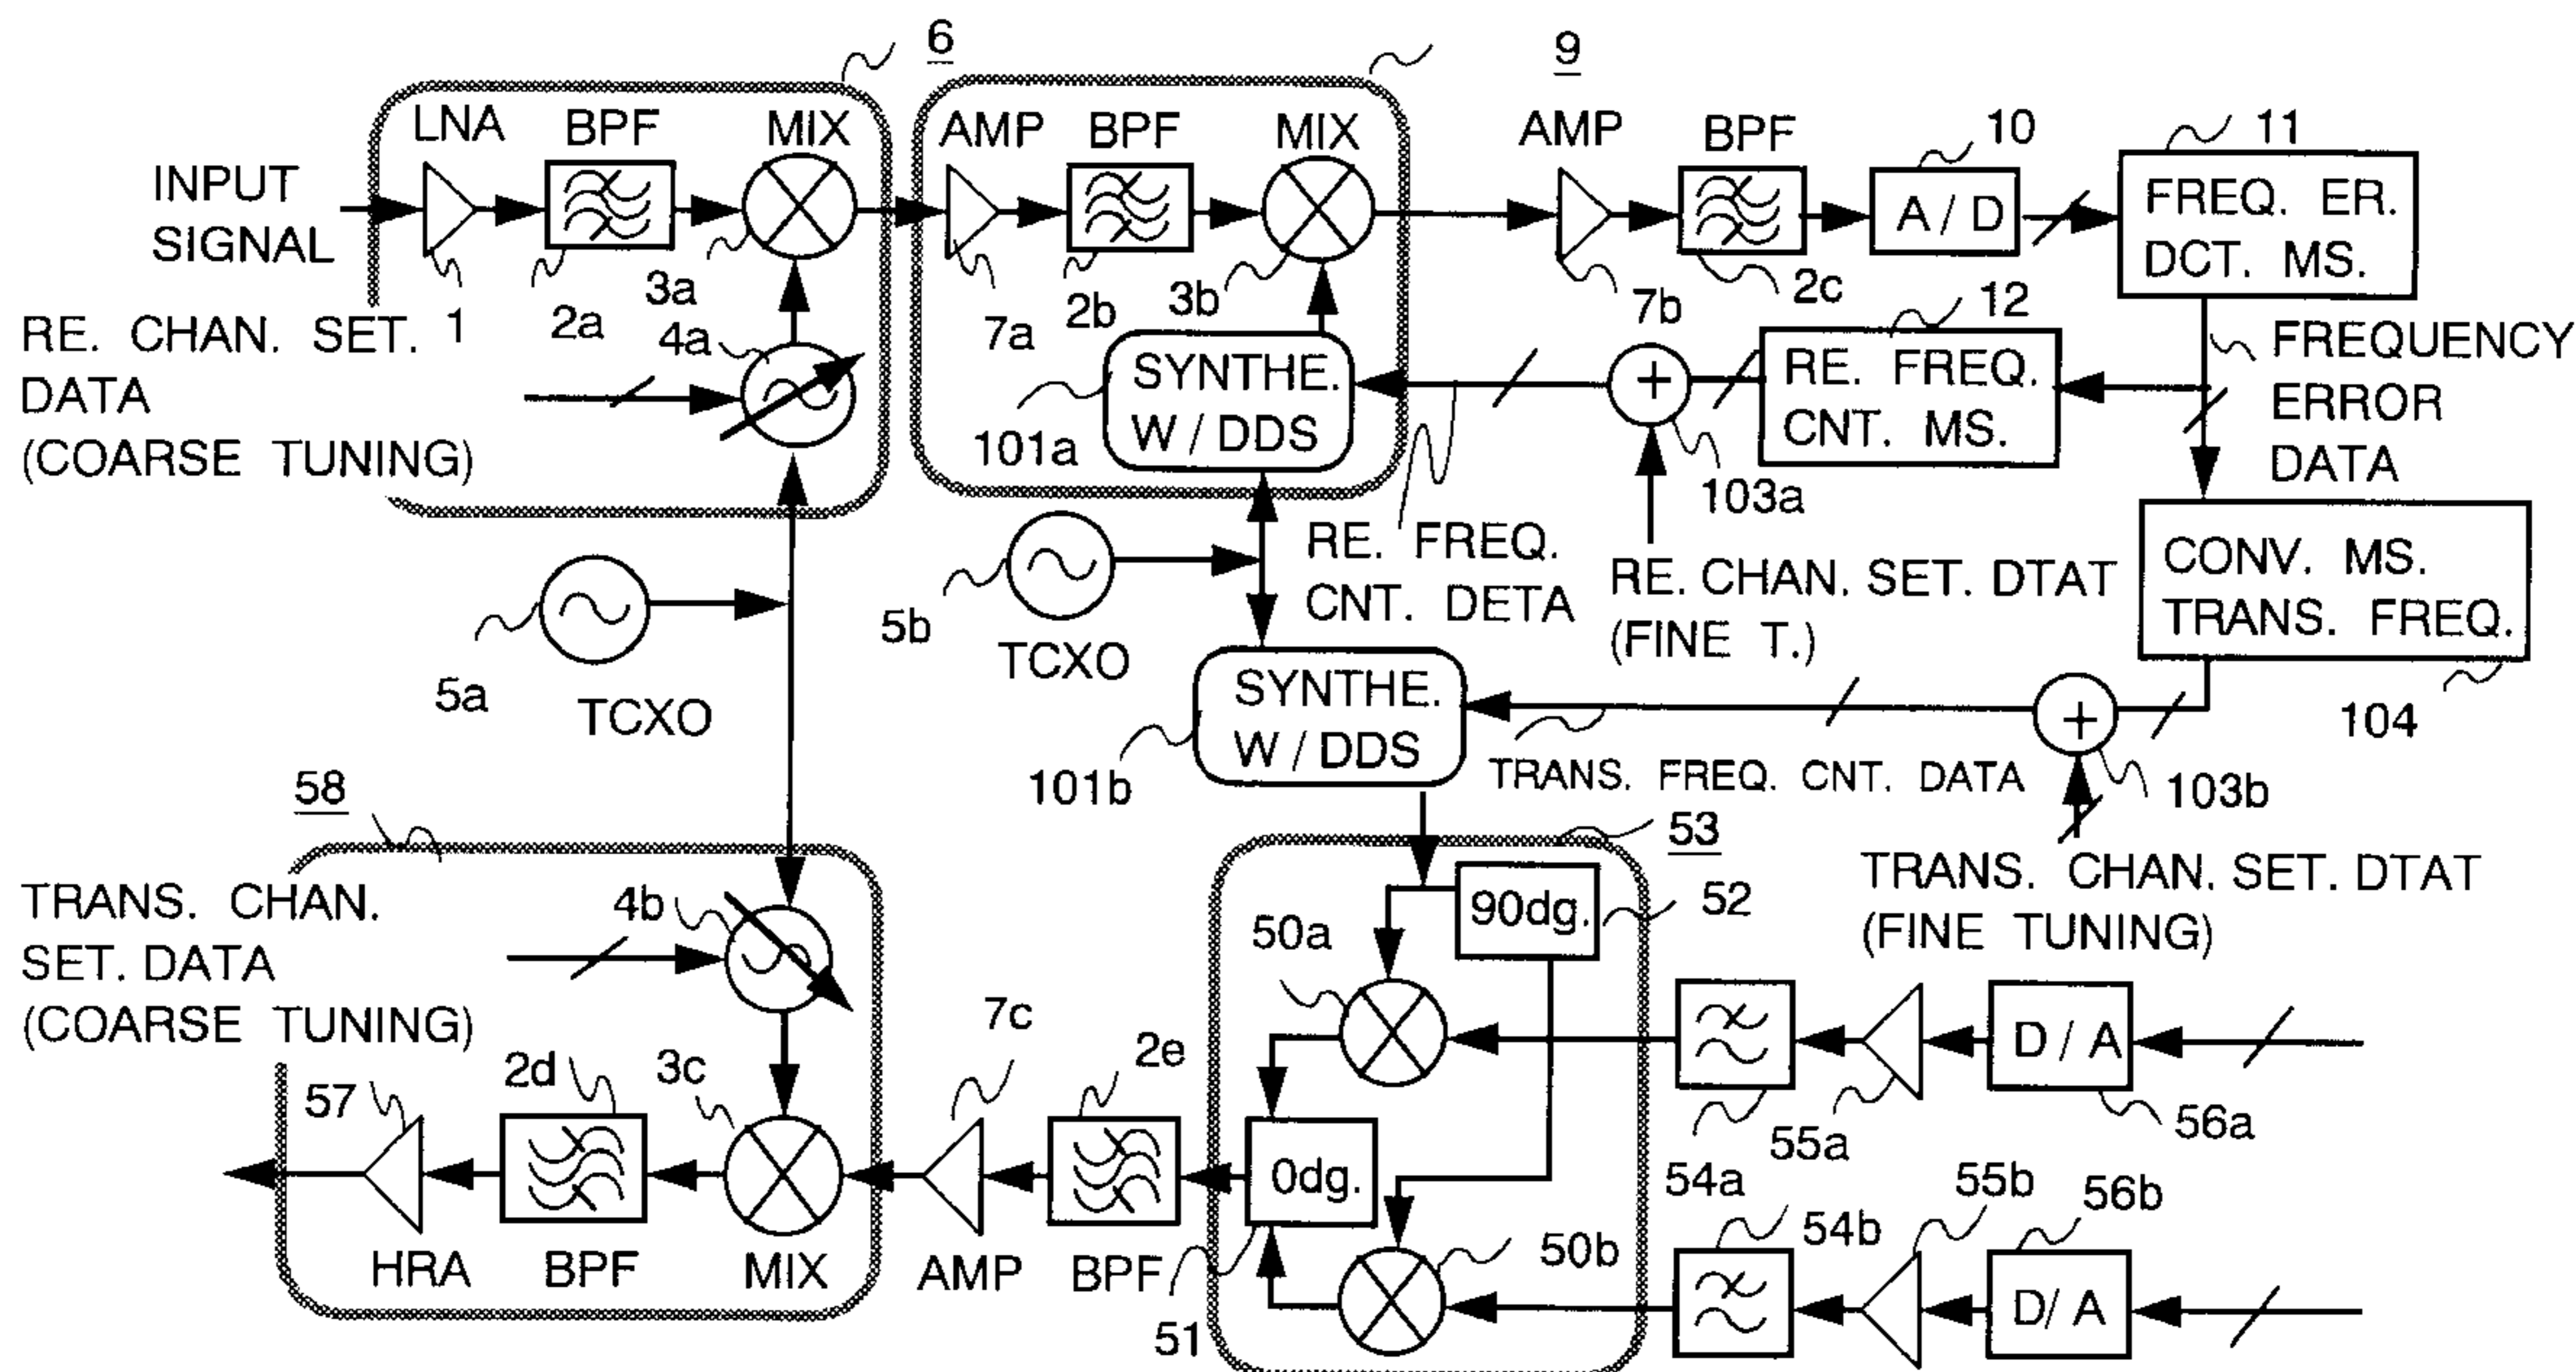 6
9
LNA
BPF
MIX
AMP
BPF
MIX
AMP
BPF
10
11
INPUT
SIGNAL
A / D
FREQ. ER.
DCT. MS.
1
2a
3a
4a
7a
2b
3b
7b
2c
12
RE. CHAN. SET.
DATA
(COARSE TUNING)
SYNTHE.
W / DDS
101a
+
RE. FREQ.
CNT. MS.
FREQUENCY
ERROR
DATA
103a
5a
TCXO
5b
TCXO
RE. FREQ.
CNT. DETA
RE. CHAN. SET. DTAT
(FINE T.)
CONV. MS.
TRANS. FREQ.
104
SYNTHE.
W / DDS
101b
TRANS. FREQ. CNT. DATA
+
103b
TRANS. CHAN. SET. DTAT
(FINE TUNING)
58
53
TRANS. CHAN.
SET. DATA
(COARSE TUNING)
4b
50a
90dg.
52
D / A
57
2d
3c
7c
2e
0dg.
54a
55a
56a
HRA
BPF
MIX
AMP
BPF
51
50b
54b
55b
56b
D / A